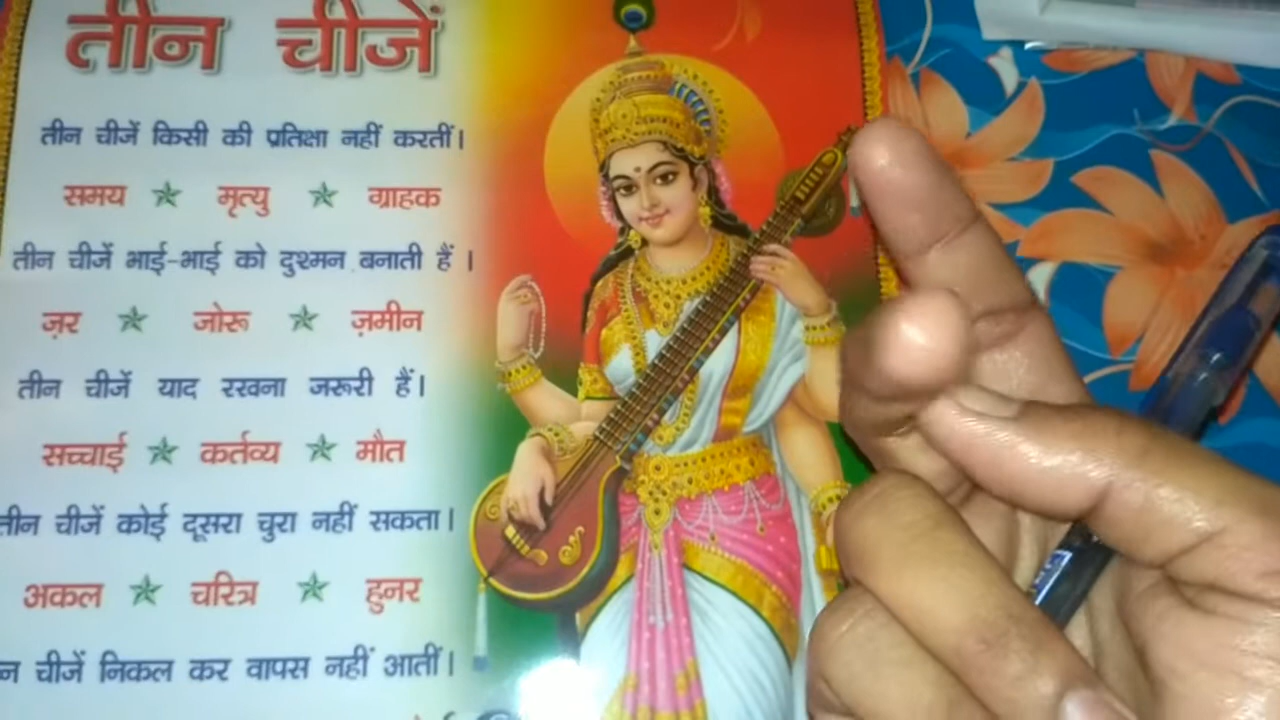 तीन चीजें
तीन चीजें किसी की प्रतिक्षा नहीं करतीं।
समय ★ मृत्यु ★ ग्राहक
तीन चीजें भाई-भाई को दुश्मन बनाती हैं ।
ज़र ★ जोरू ★ ज़मीन
तीन चीजें याद रखना जरूरी हैं।
सच्चाई ★ कर्तव्य ★ मौत
तीन चीजें कोई दूसरा चुरा नहीं सकता।
अकल ★ चरित्र ★ हुनर
न चीजें निकल कर वापस नहीं आतीं।